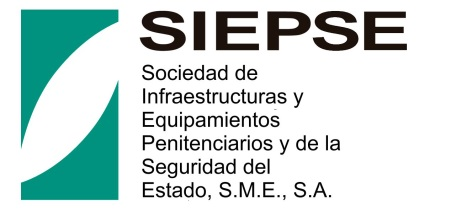 SIEPSE
Sociedad de
Infraestructuras y
Equipamientos
Penitenciarios y de la
Seguridad del
Estado, S.M.E., S.A.